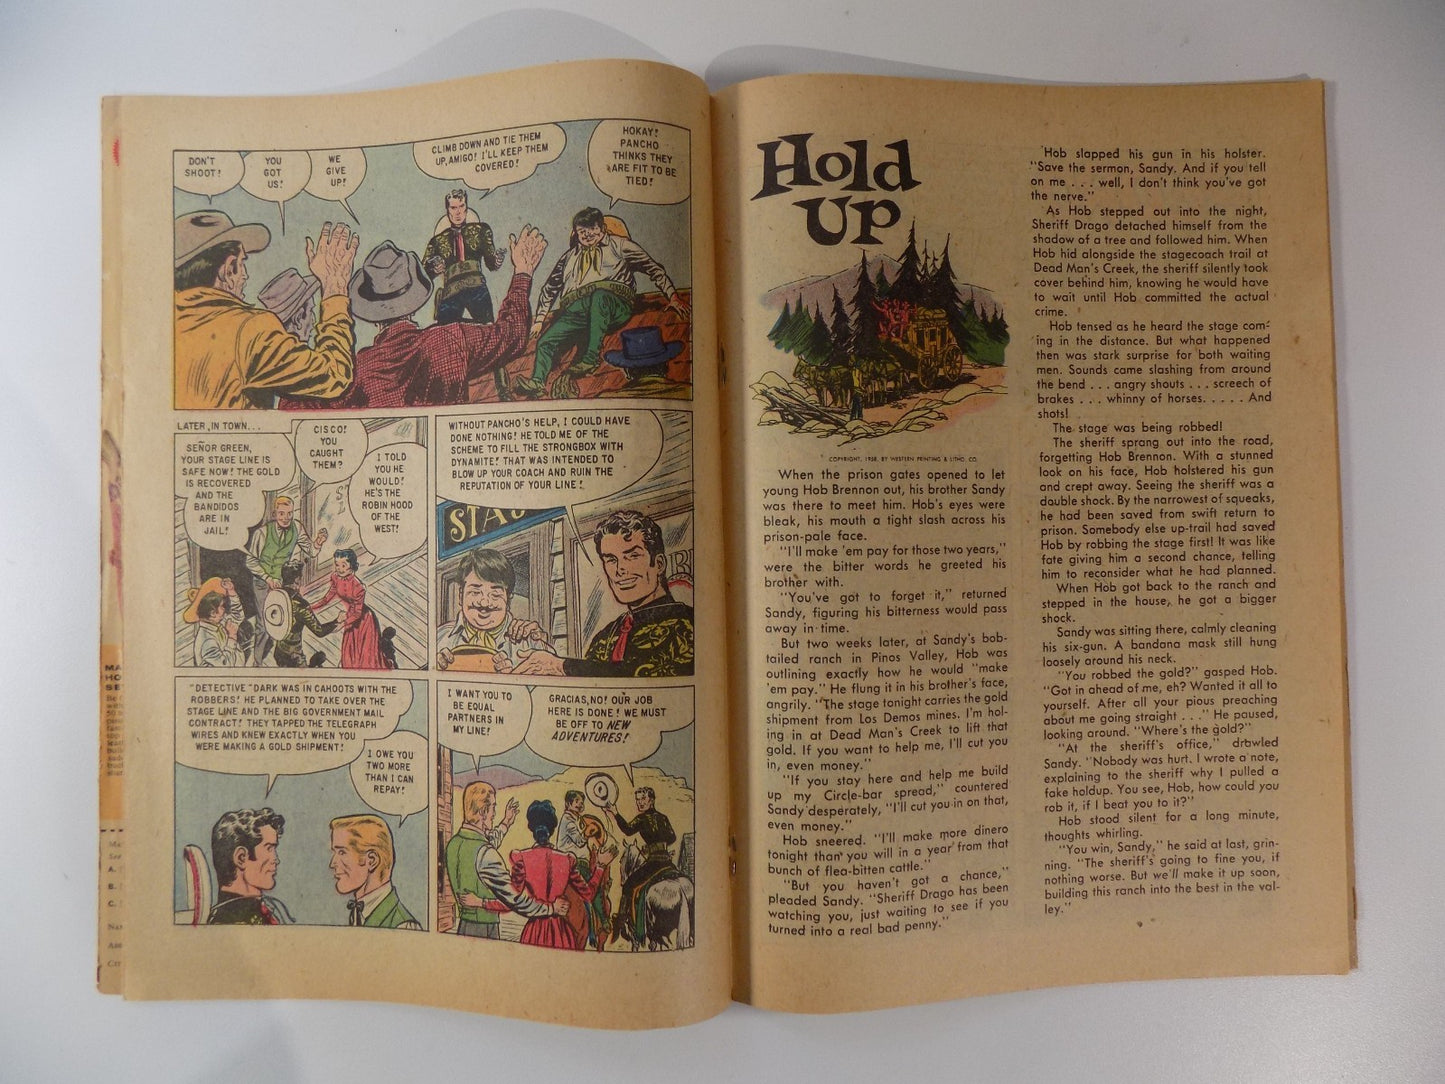 DON'T
SHOOT!
YOU
GOT
US!
WE
GIVE
UP!
CLIMB DOWN AND TIE THEM
UP, AMIGO! I'LL KEEP THEM
COVERED!
HOKAY!
PANCHO
THINKS THEY
ARE FIT TO BE
TIED!
LATER, IN TOWN...
SEÑOR GREEN,
YOUR STAGE LINE IS
SAFE NOW! THE GOLD
IS RECOVERED
AND THE
BANDIDOS
ARE IN
JAIL!
CISCO!
YOU
CAUGHT
THEM?
I TOLD
YOU HE
WOULD!
HE'S THE
ROBIN HOOD
OF THE
WEST!
WITHOUT PANCHO'S HELP, I COULD HAVE
DONE NOTHING! HE TOLD ME OF THE
SCHEME TO FILL THE STRONGBOX WITH
DYNAMITE! THAT WAS INTENDED TO
BLOW UP YOUR COACH AND RUIN THE
REPUTATION OF YOUR LINE!
"DETECTIVE" DARK WAS IN CAHOOTS WITH THE
ROBBERS! HE PLANNED TO TAKE OVER THE
STAGE LINE AND THE BIG GOVERNMENT MAIL
CONTRACT! THEY TAPPED THE TELEGRAPH
WIRES AND KNEW EXACTLY WHEN YOU
WERE MAKING A GOLD SHIPMENT!
I OWE YOU
TWO MORE
THAN I CAN
REPAY!
I WANT YOU TO
BE EQUAL
PARTNERS IN
MY LINE!
GRACIAS, NO! OUR JOB
HERE IS DONE! WE MUST
BE OFF TO NEW
ADVENTURES!
Hold
UP
COPYRIGHT, 1958, BY WESTERN PRINTING & LITHO. CO.
When the prison gates opened to let
young Hob Brennon out, his brother Sandy
was there to meet him. Hob's eyes were
bleak, his mouth a tight slash across his
prison-pale face.
"I'll make 'em pay for those two years,"
were the bitter words he greeted his
brother with.
"You've got to forget it," returned
Sandy, figuring his bitterness would pass
away in time.
But two weeks later, at Sandy's bob-
tailed ranch in Pinos Valley, Hob was
outlining exactly how he would "make
'em pay." He flung it in his brother's face,
angrily. "The stage tonight carries the gold
shipment from Los Demos mines. I'm hol-
ing in at Dead Man's Creek to lift that
gold. If you want to help me, I'll cut you
in, even money."
"If you stay here and help me build
up my Circle-bar spread," countered
Sandy desperately, "I'll cut you in on that,
even money."
Hob sneered. "I'll make more dinero
tonight than you will in a year from that
bunch of flea-bitten cattle."
"But you haven't got a chance,"
pleaded Sandy. "Sheriff Drago has been
watching you, just waiting to see if you
turned into a real bad penny."
Hob slapped his gun in his holster.
"Save the sermon, Sandy. And if you tell
on me . . . well, I don't think you've got
the nerve."
As Hob stepped out into the night,
Sheriff Drago detached himself from the
shadow of a tree and followed him. When
Hob hid alongside the stagecoach trail at
Dead Man's Creek, the sheriff silently took
cover behind him, knowing he would have
to wait until Hob committed the actual
crime.
Hob tensed as he heard the stage com-
ing in the distance. But what happened
then was stark surprise for both waiting
men. Sounds came slashing from around
the bend . . . angry shouts . . . screech of
brakes . . . whinny of horses. . . . . And
shots!
The stage was being robbed!
The sheriff sprang out into the road,
forgetting Hob Brennon. With a stunned
look on his face, Hob holstered his gun
and crept away. Seeing the sheriff was a
double shock. By the narrowest of squeaks,
he had been saved from swift return to
prison. Somebody else up-trail had saved
Hob by robbing the stage first! It was like
fate giving him a second chance, telling
him to reconsider what he had planned.
When Hob got back to the ranch and
stepped in the house, he got a bigger
shock.
Sandy was sitting there, calmly cleaning
his six-gun. A bandana mask still hung
loosely around his neck.
"You robbed the gold?" gasped Hob.
"Got in ahead of me, eh? Wanted it all to
yourself. After all your pious preaching
about me going straight . . ." He paused,
looking around. "Where's the gold?"
"At the sheriff's office," drawled
Sandy. "Nobody was hurt. I wrote a note,
explaining to the sheriff why I pulled a
fake holdup. You see, Hob, how could you
rob it, if I beat you to it?"
Hob stood silent for a long minute,
thoughts whirling.
"You win, Sandy," he said at last, grin-
ning. "The sheriff's going to fine you, if
nothing worse. But we'll make it up soon,
building this ranch into the best in the val-
ley."